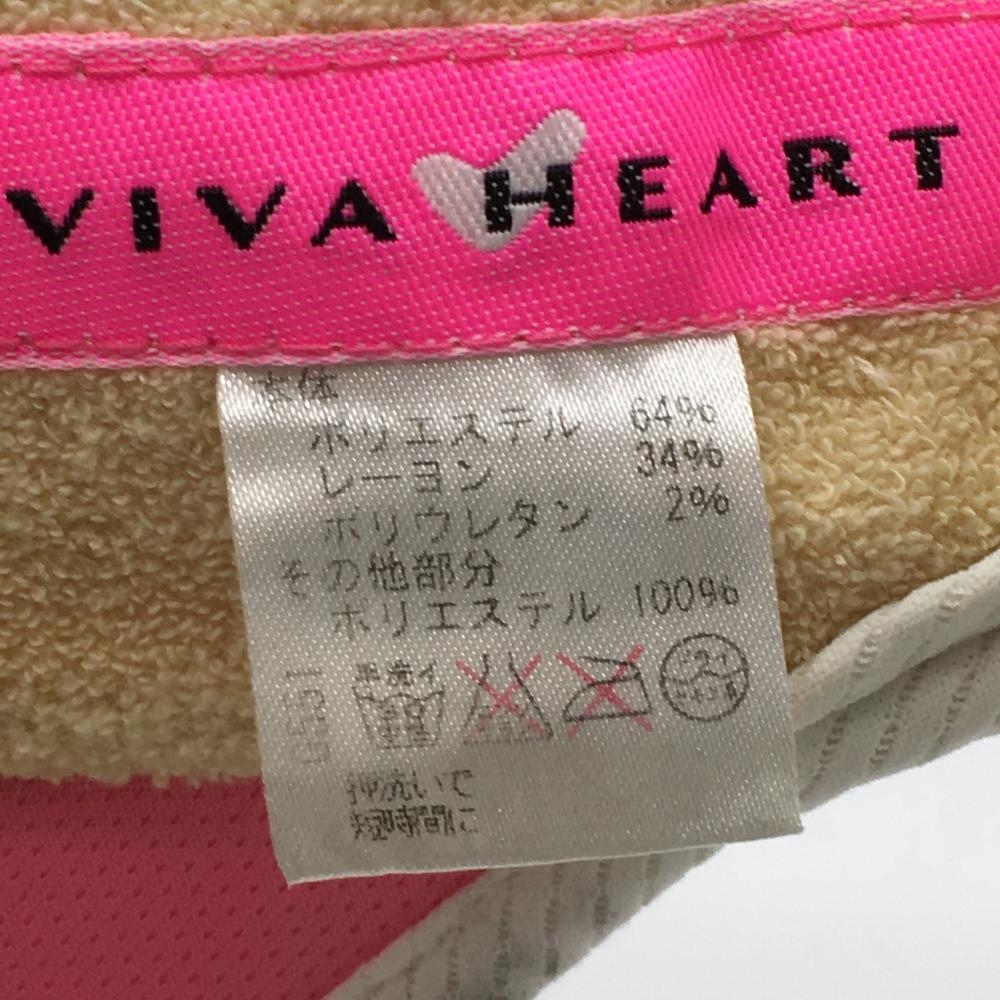 VIVA HEART
本体
ポリエステル 64%
レーヨン 34%
ポリウレタン 2%
その他部分
ポリエステル 100%
手洗イ
押洗いで
短時間に